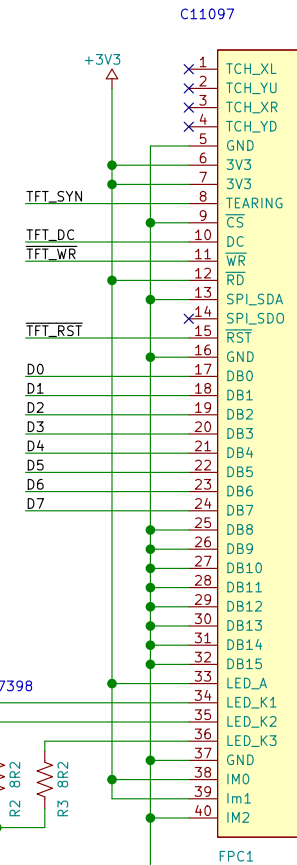 C11097
+3V3
1 TCH_XL
2 TCH_YU
3 TCH_XR
4 TCH_YD
5 GND
6 3V3
7 3V3
TFT_SYN 8 TEARING
9 CS
TFT_DC 10 DC
TFT_WR 11 WR
12 RD
13 SPI_SDA
14 SPI_SDO
TFT_RST 15 RST
16 GND
D0 17 DB0
D1 18 DB1
D2 19 DB2
D3 20 DB3
D4 21 DB4
D5 22 DB5
D6 23 DB6
D7 24 DB7
25 DB8
26 DB9
27 DB10
28 DB11
29 DB12
30 DB13
31 DB14
32 DB15
7398 33 LED_A
34 LED_K1
35 LED_K2
36 LED_K3
37 GND
R2 8R2 R3 8R2 38 IM0
39 Im1
40 IM2
FPC1